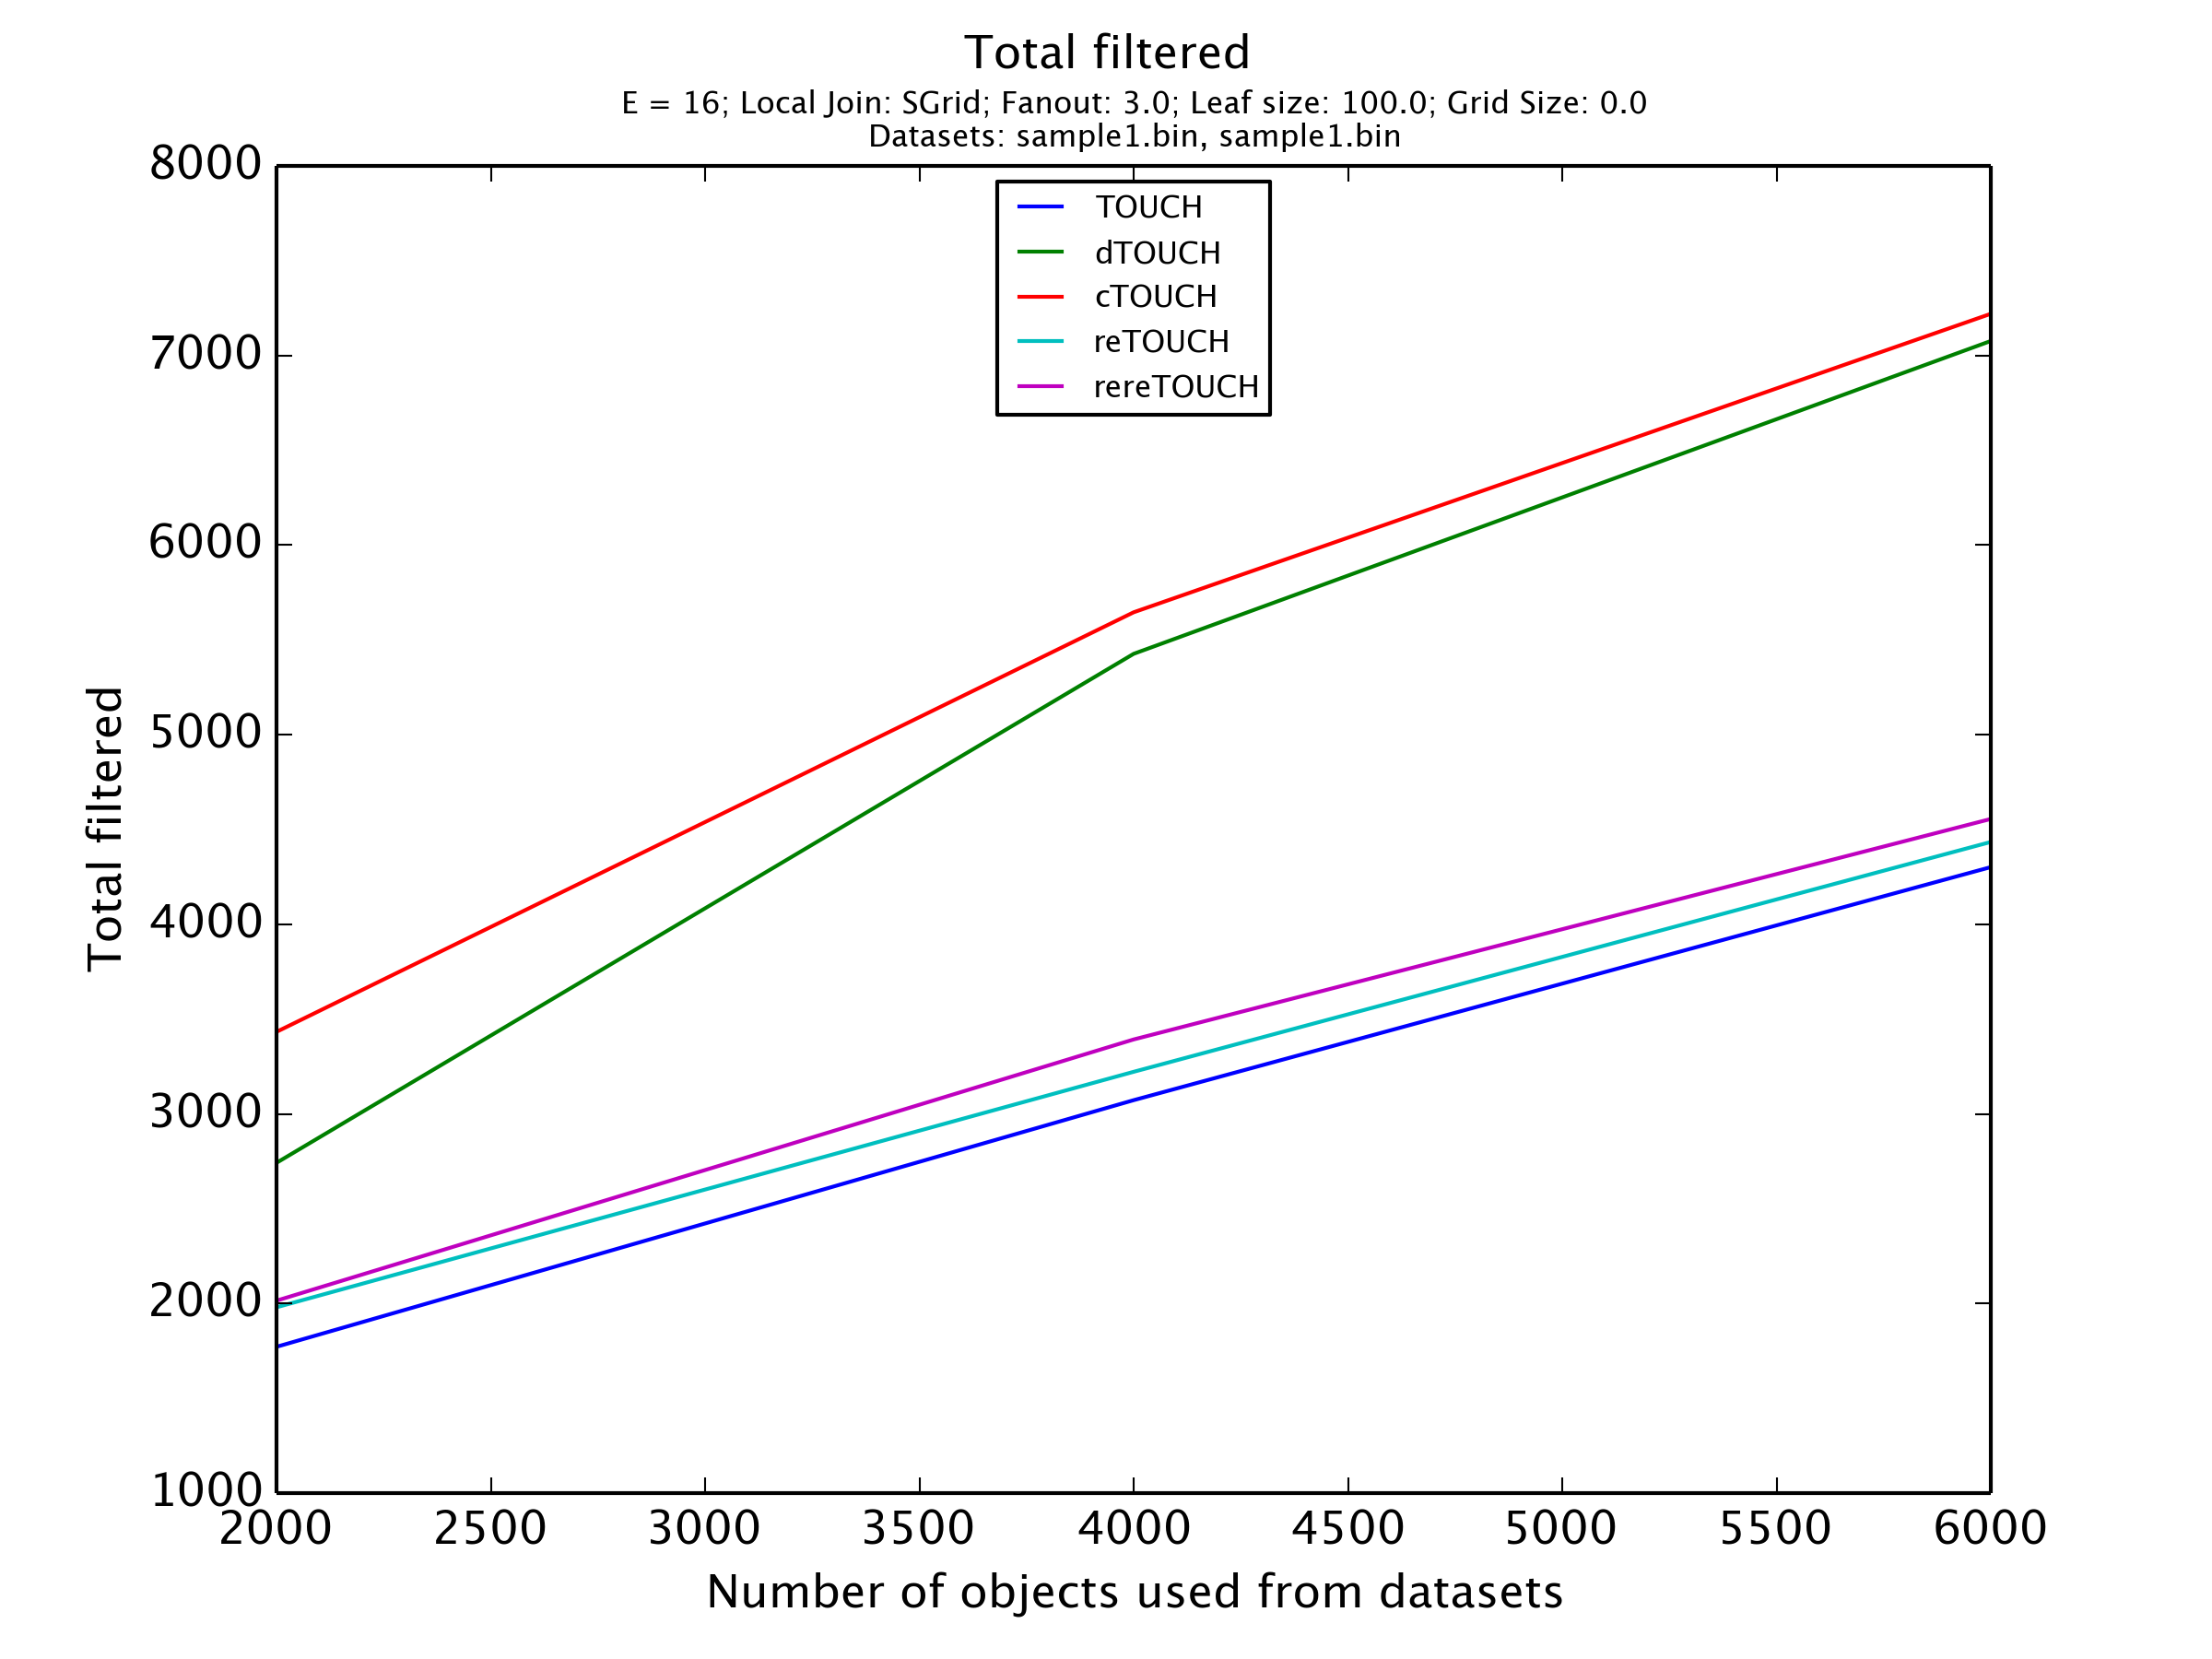 Total filtered
E = 16; Local Join: SGrid; Fanout: 3.0; Leaf size: 100.0; Grid Size: 0.0
Datasets: sample1.bin, sample1.bin
TOUCH
dTOUCH
cTOUCH
reTOUCH
rereTOUCH
8000
7000
6000
5000
4000
3000
2000
1000
Total filtered
2000 2500 3000 3500 4000 4500 5000 5500 6000
Number of objects used from datasets